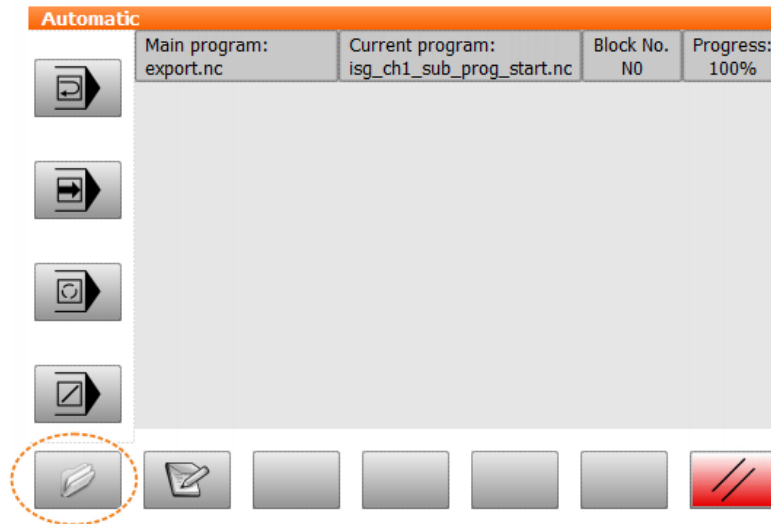 Automatic
Main program:
export.nc
Current program:
isg_ch1_sub_prog_start.nc
Block No.
N0
Progress:
100%